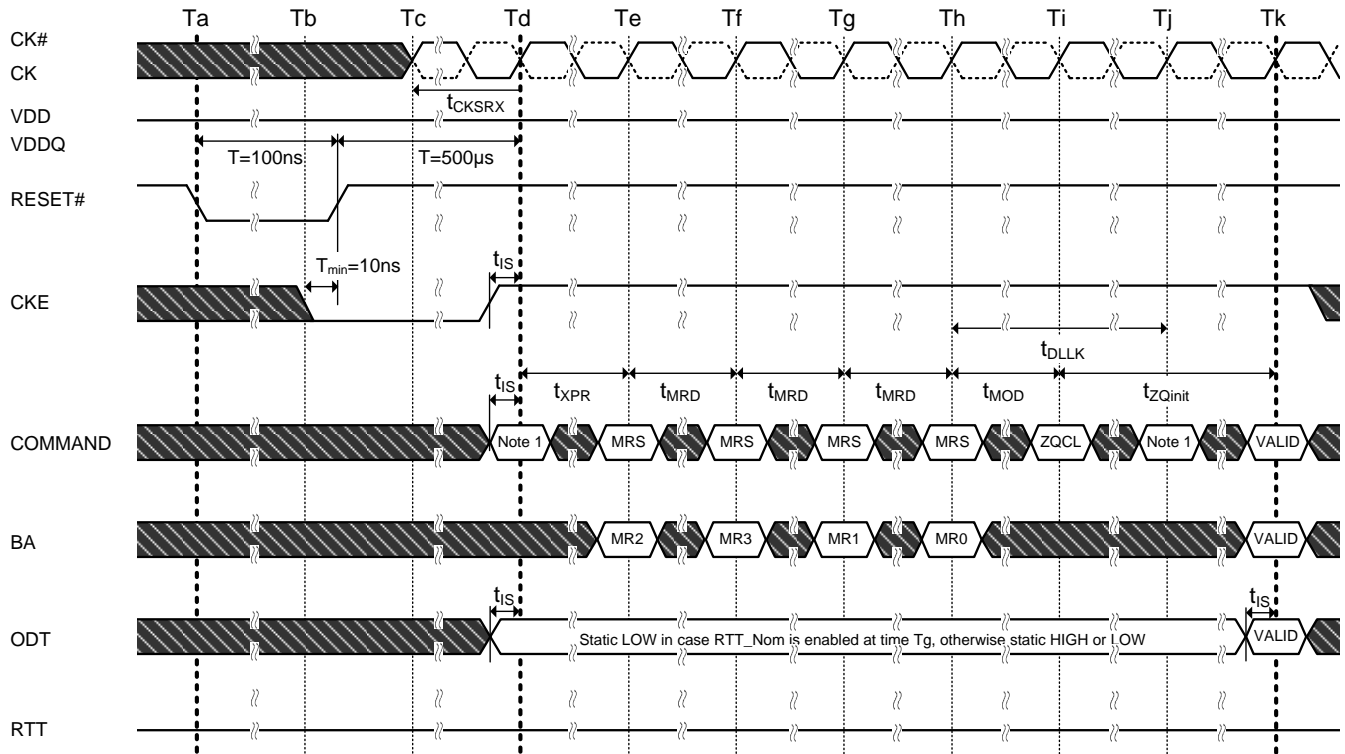 Ta Tb Tc Td Te Tf Tg Th Ti Tj Tk
CK#
CK
tCKSRX
VDD
VDDQ
T=100ns T=500µs
RESET#
Tmin=10ns tIS
CKE
tDLLK
tIS tXPR tMRD tMRD tMRD tMOD tZQinit
COMMAND Note 1 MRS MRS MRS MRS ZQCL Note 1 VALID
BA MR2 MR3 MR1 MR0 VALID
tIS tIS
ODT Static LOW in case RTT_Nom is enabled at time Tg, otherwise static HIGH or LOW VALID
RTT